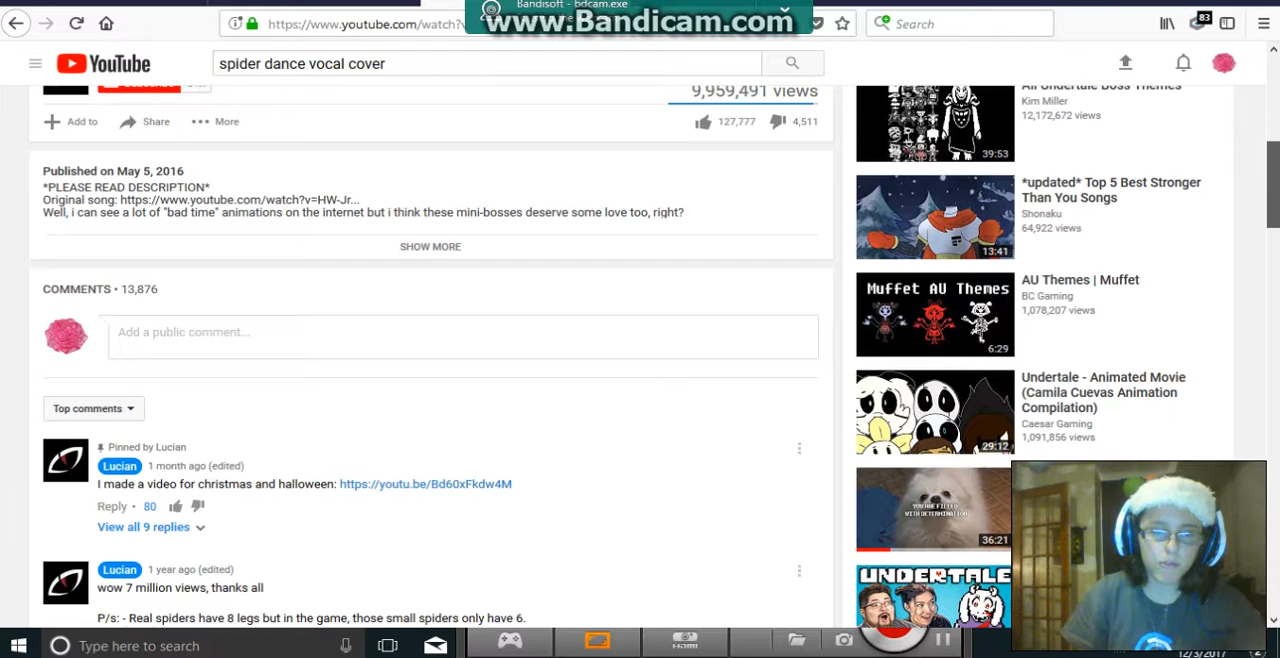 Bandisoft - bdcam.exe
www.Bandicam.com
https://www.youtube.com/watch?v
Search
83
YouTube
spider dance vocal cover
9,959,491 views
Add to
Share
More
127,777
4,511
Published on May 5, 2016
*PLEASE READ DESCRIPTION*
Original song: https://www.youtube.com/watch?v=HW-Jr...
Well, i can see a lot of "bad time" animations on the internet but i think these mini-bosses deserve some love too, right?
SHOW MORE
COMMENTS • 13,876
Add a public comment...
Top comments
Pinned by Lucian
Lucian 1 month ago (edited)
I made a video for christmas and halloween: https://youtu.be/Bd60xFkdw4M
Reply • 80
View all 9 replies
Lucian 1 year ago (edited)
wow 7 million views, thanks all
P/s: - Real spiders have 8 legs but in the game, those small spiders only have 6.
All Undertale Boss Themes
Kim Miller
12,172,672 views
39:53
*updated* Top 5 Best Stronger
Than You Songs
Shonaku
64,922 views
13:41
AU Themes | Muffet
BC Gaming
1,078,207 views
Muffet AU Themes
6:29
Undertale - Animated Movie
(Camila Cuevas Animation
Compilation)
Caesar Gaming
1,091,856 views
29:12
YOU ARE FILLED
WITH DETERMINATION
36:21
UNDERTALE
Type here to search
HDMI
12/3/2017
2